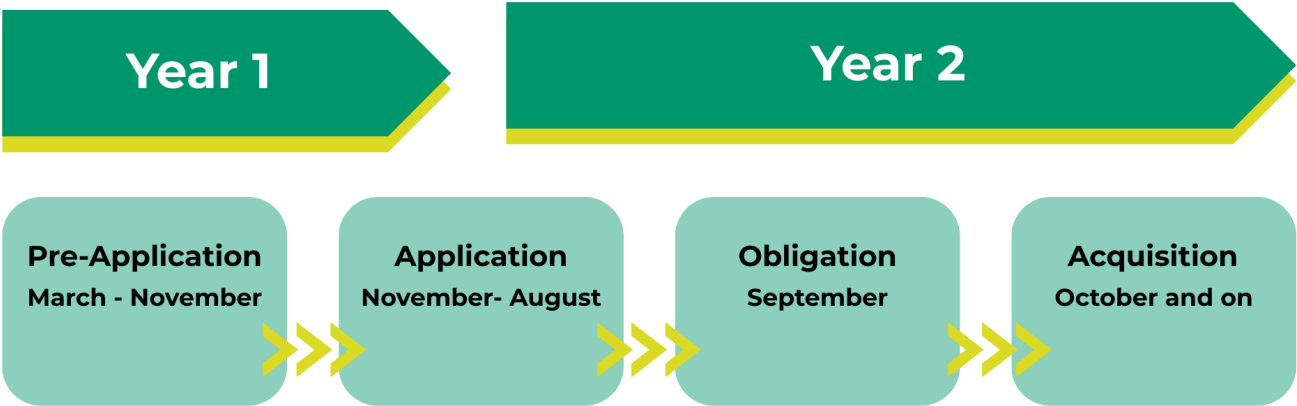 Year 1
Year 2
Pre-Application
March - November
Application
November- August
Obligation
September
Acquisition
October and on